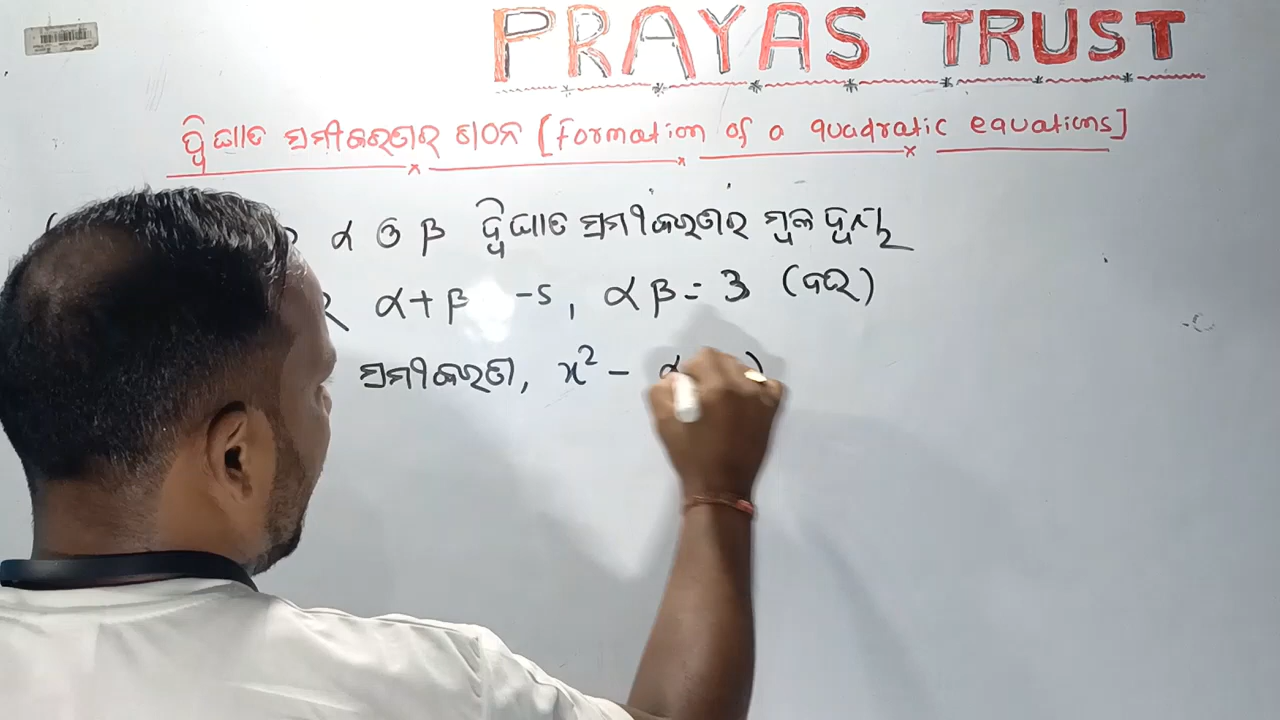 PRAYAS TRUST
ଦ୍ୱିଘାତ ସମୀକରଣର ଗଠନ [Formation of a quadratic equations]
α ଓ β ଦ୍ୱିଘାତ ସମୀକରଣର ମୂଳ ଦ୍ୱୟ
α + β -5, αβ = 3 (ଦତ୍ତ)
ସମୀକରଣ, x² - α )